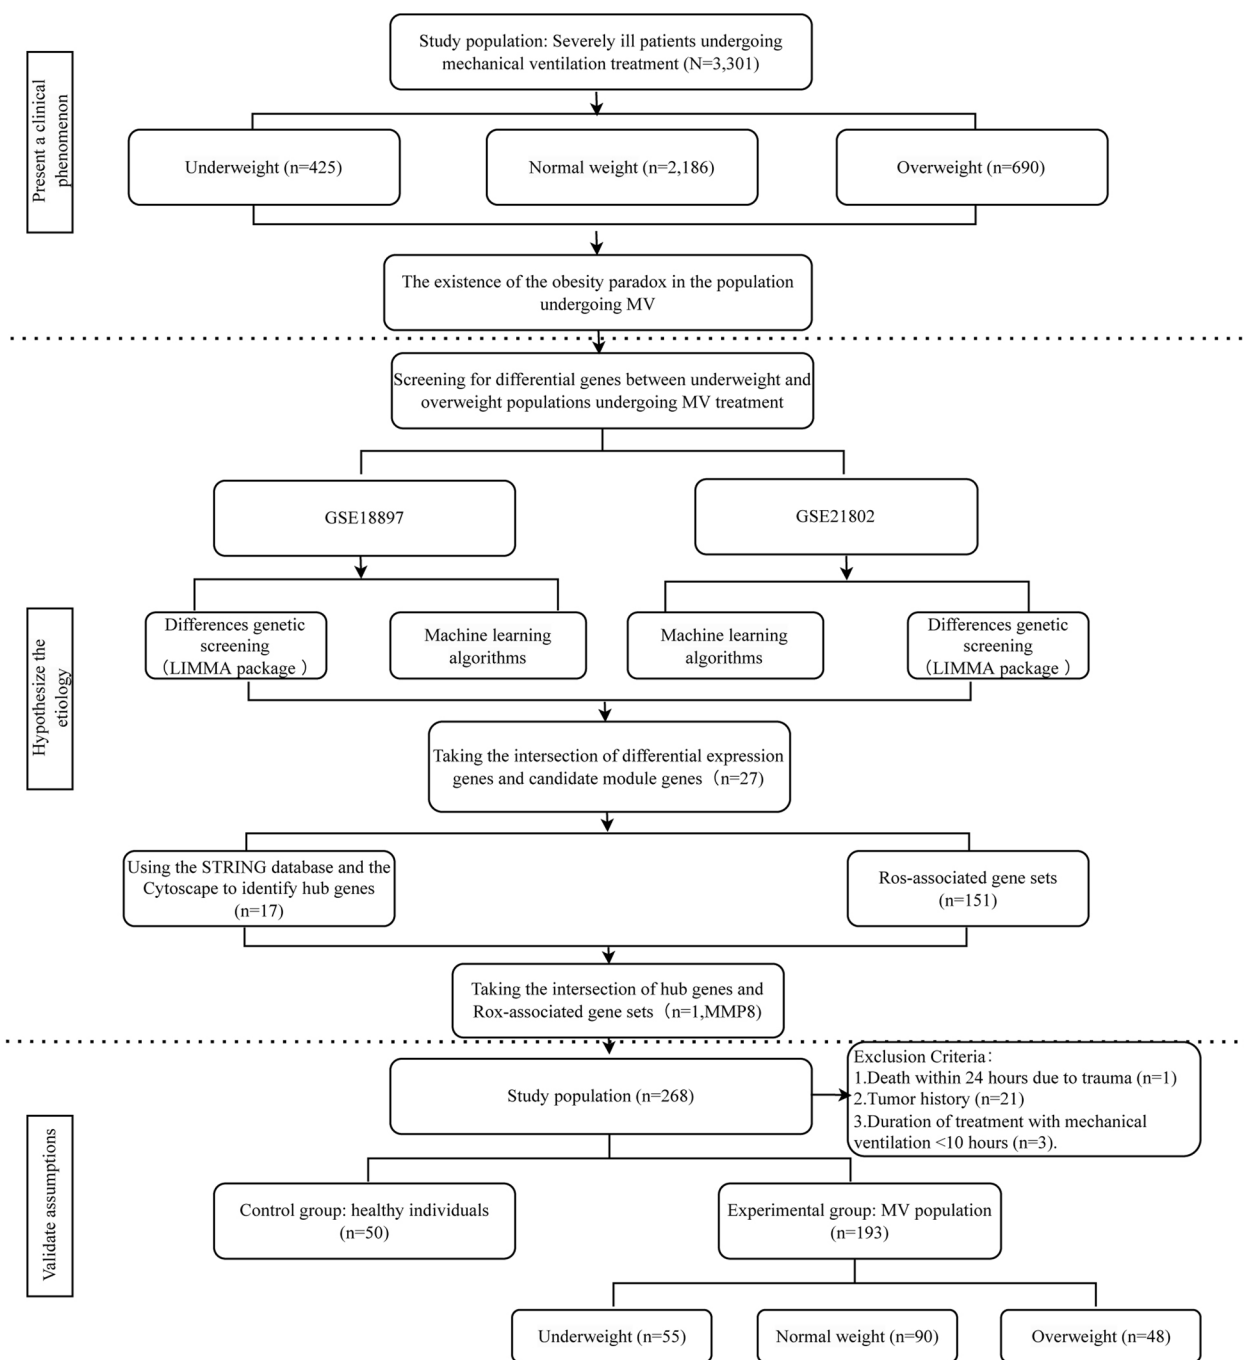 Present a clinical
phenomenon
Study population: Severely ill patients undergoing
mechanical ventilation treatment (N=3,301)
Underweight (n=425)
Normal weight (n=2,186)
Overweight (n=690)
The existence of the obesity paradox in the population
undergoing MV
Hypothesize the
etiology
Screening for differential genes between underweight and
overweight populations undergoing MV treatment
GSE18897
GSE21802
Differences genetic
screening
（LIMMA package ）
Machine learning
algorithms
Machine learning
algorithms
Differences genetic
screening
（LIMMA package ）
Taking the intersection of differential expression
genes and candidate module genes（n=27)
Using the STRING database and the
Cytoscape to identify hub genes
(n=17)
Ros-associated gene sets
(n=151)
Taking the intersection of hub genes and
Rox-associated gene sets（n=1,MMP8)
Validate assumptions
Study population (n=268)
Exclusion Criteria：
1.Death within 24 hours due to trauma (n=1)
2.Tumor history (n=21)
3.Duration of treatment with mechanical
ventilation <10 hours (n=3).
Control group: healthy individuals
(n=50)
Experimental group: MV population
(n=193)
Underweight (n=55)
Normal weight (n=90)
Overweight (n=48)